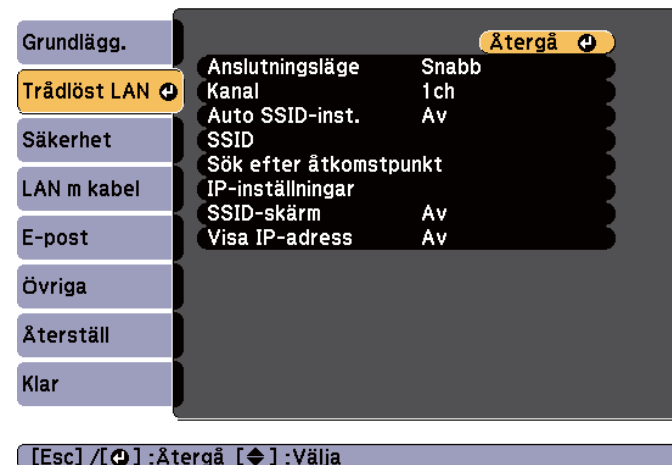 Grundlägg.
Trådlöst LAN
Säkerhet
LAN m kabel
E-post
Övriga
Återställ
Klar
Återgå
Anslutningsläge Snabb
Kanal 1ch
Auto SSID-inst. Av
SSID
Sök efter åtkomstpunkt
IP-inställningar
SSID-skärm Av
Visa IP-adress Av
[Esc] /[⏎] :Återgå [◆] :Välja